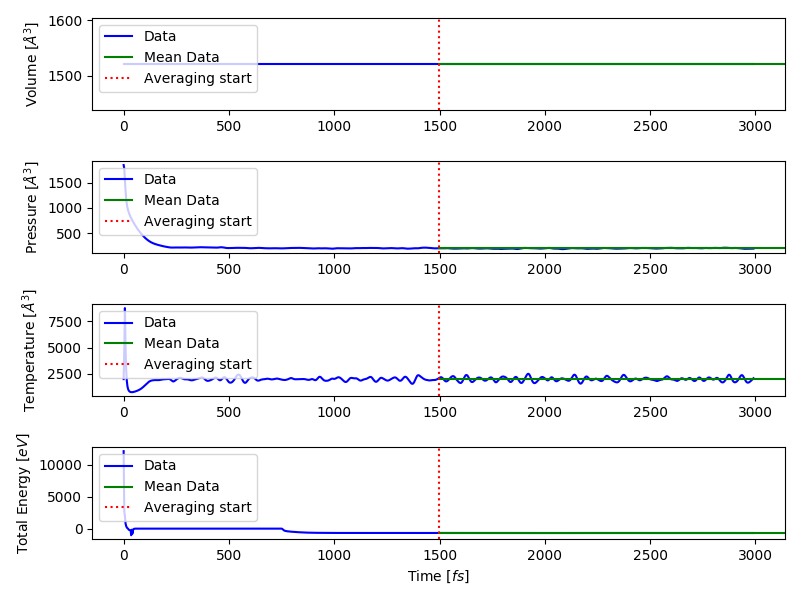 Volume [Å³]
1600
1500
Data
Mean Data
Averaging start
0 500 1000 1500 2000 2500 3000
Pressure [Å³]
1500
1000
500
Data
Mean Data
Averaging start
0 500 1000 1500 2000 2500 3000
Temperature [Å³]
7500
5000
2500
Data
Mean Data
Averaging start
0 500 1000 1500 2000 2500 3000
Total Energy [eV]
10000
5000
0
Data
Mean Data
Averaging start
0 500 1000 1500 2000 2500 3000
Time [fs]